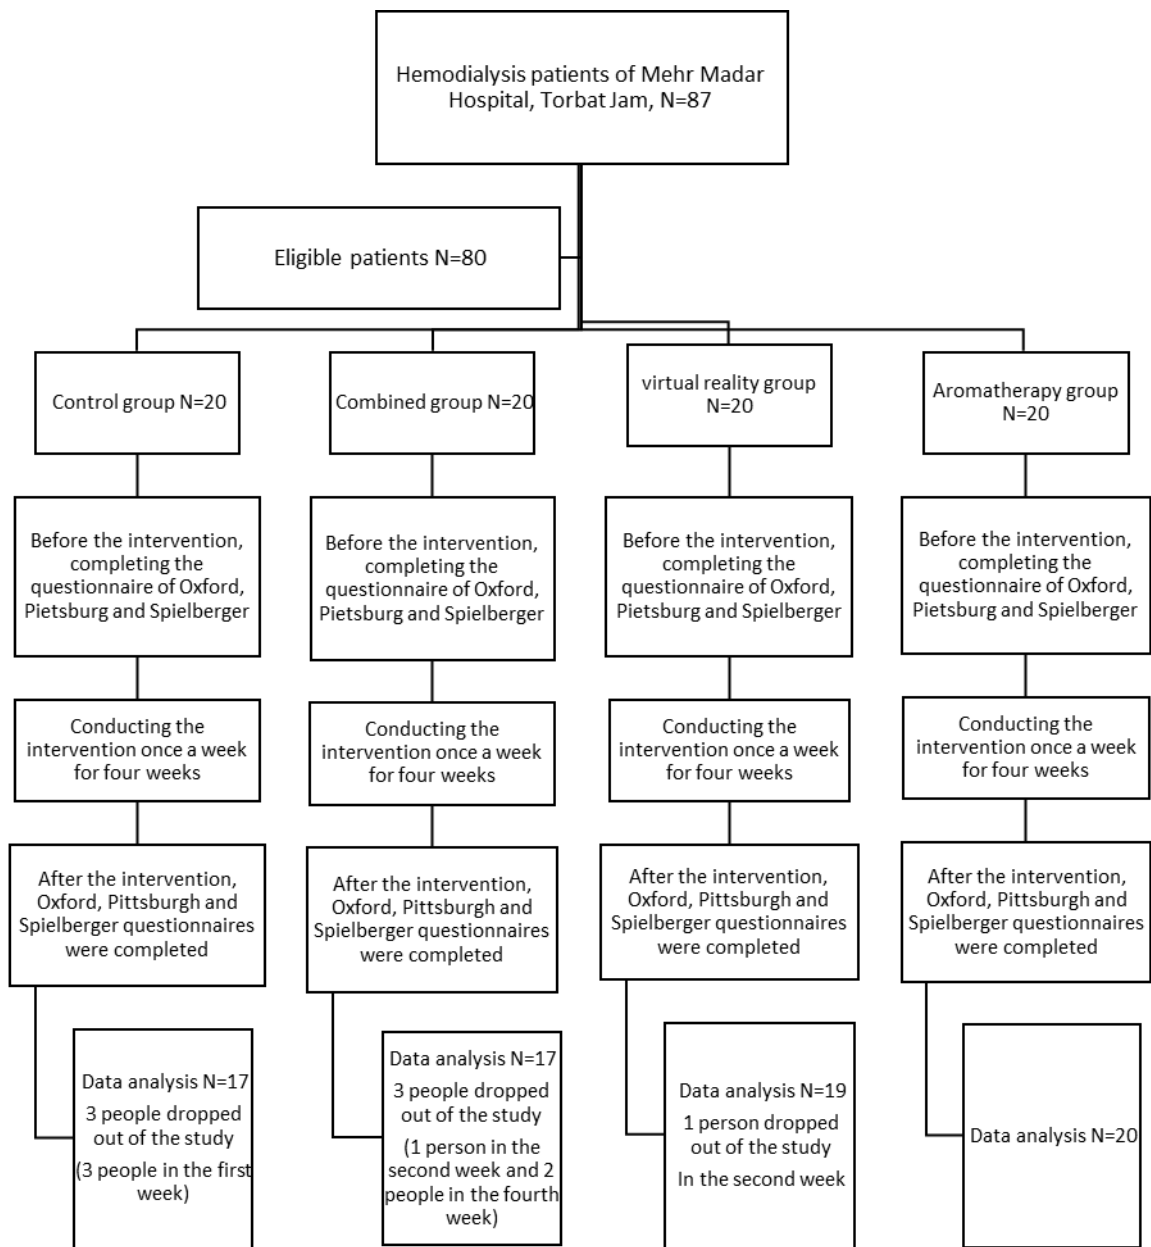 Hemodialysis patients of Mehr Madar
Hospital, Torbat Jam, N=87
Eligible patients N=80
Control group N=20
Combined group N=20
virtual reality group
N=20
Aromatherapy group
N=20
Before the intervention,
completing the
questionnaire of Oxford,
Pietsburg and Spielberger
Before the intervention,
completing the
questionnaire of Oxford,
Pietsburg and Spielberger
Before the intervention,
completing the
questionnaire of Oxford,
Pietsburg and Spielberger
Before the intervention,
completing the
questionnaire of Oxford,
Pietsburg and Spielberger
Conducting the
intervention once a week
for four weeks
Conducting the
intervention once a week
for four weeks
Conducting the
intervention once a week
for four weeks
Conducting the
intervention once a week
for four weeks
After the intervention,
Oxford, Pittsburgh and
Spielberger questionnaires
were completed
After the intervention,
Oxford, Pittsburgh and
Spielberger questionnaires
were completed
After the intervention,
Oxford, Pittsburgh and
Spielberger questionnaires
were completed
After the intervention,
Oxford, Pittsburgh and
Spielberger questionnaires
were completed
Data analysis N=17
3 people dropped
out of the study
(3 people in the first
week)
Data analysis N=17
3 people dropped
out of the study
(1 person in the
second week and 2
people in the fourth
week)
Data analysis N=19
1 person dropped
out of the study
In the second week
Data analysis N=20